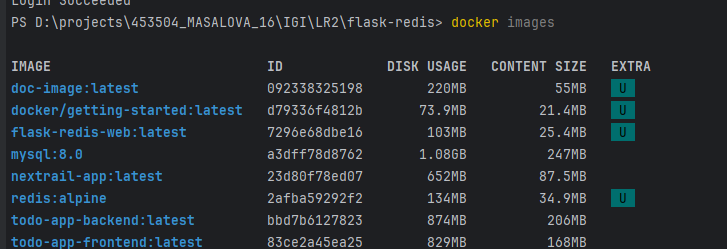 Login Succeeded
PS D:\projects\453504_MASALOVA_16\IGI\LR2\flask-redis> docker images
IMAGE ID DISK USAGE CONTENT SIZE EXTRA
doc-image:latest 092338325198 220MB 55MB U
docker/getting-started:latest d79336f4812b 73.9MB 21.4MB U
flask-redis-web:latest 7296e68dbe16 103MB 25.4MB U
mysql:8.0 a3dff78d8762 1.08GB 247MB
nextrail-app:latest 23d80f78ed07 652MB 87.5MB
redis:alpine 2afba59292f2 134MB 34.9MB U
todo-app-backend:latest bbd7b6127823 874MB 206MB
todo-app-frontend:latest 83ce2a45ea25 829MB 168MB